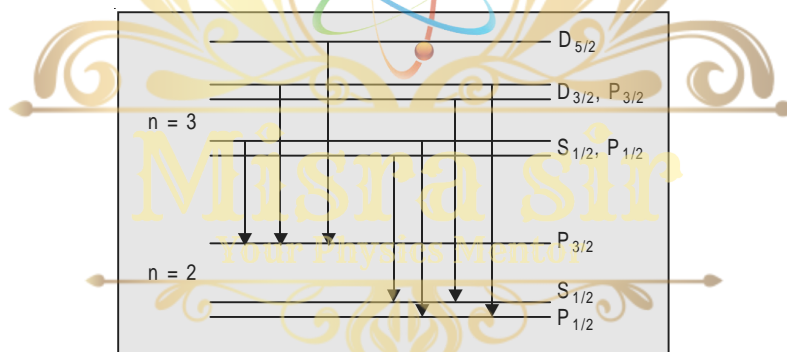 D5/2
D3/2, P3/2
n = 3
S1/2, P1/2
Misra sir
P3/2
Your Physics Mentor
n = 2
S1/2
P1/2